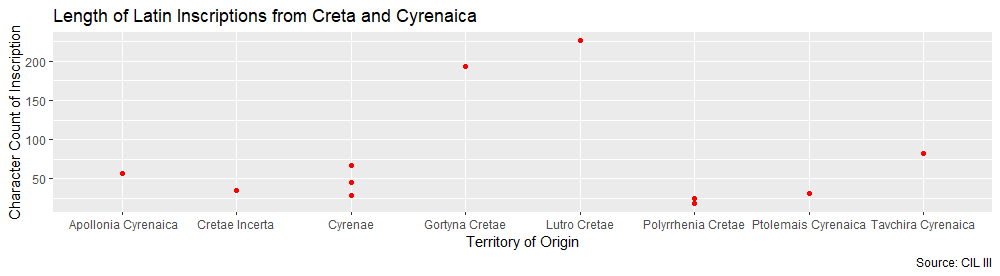 Length of Latin Inscriptions from Creta and Cyrenaica
Character Count of Inscription
200
150
100
50
Apollonia Cyrenaica Cretae Incerta Cyrenae Gortyna Cretae Lutro Cretae Polyrrhenia Cretae Ptolemais Cyrenaica Tavchira Cyrenaica
Territory of Origin
Source: CIL III